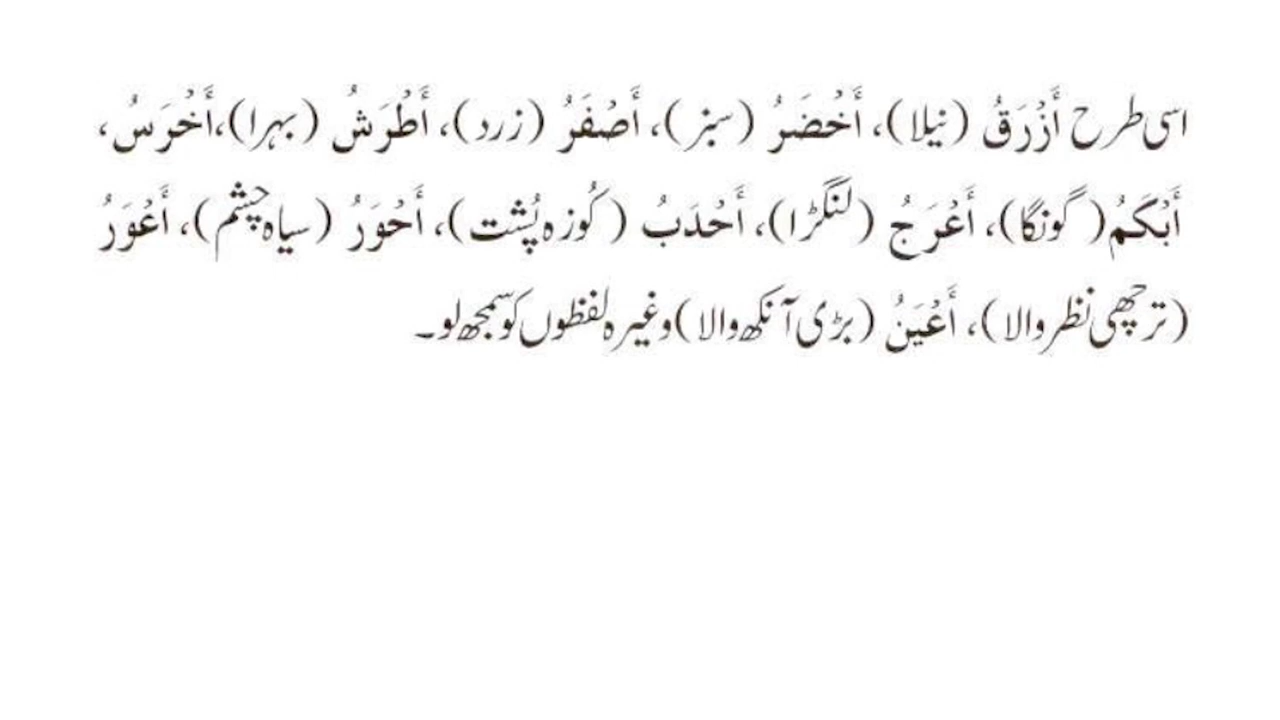 اسی طرح أَزْرَقُ (نیلا)، أَخْضَرُ (سبز)، أَصْفَرُ (زرد)، أَطْرَشُ (بہرا)،أَخْرَسُ،
أَبْكَمُ(گونگا)، أَعْرَجُ (لنگڑا)، أَحْدَبُ (کُوزہ پُشت)، أَحْوَرُ (سیاہ چشم)، أَعْوَرُ
(ترچھی نظر والا)، أَعْيَنُ (بڑی آنکھ والا)وغیرہ لفظوں کو سمجھ لو۔